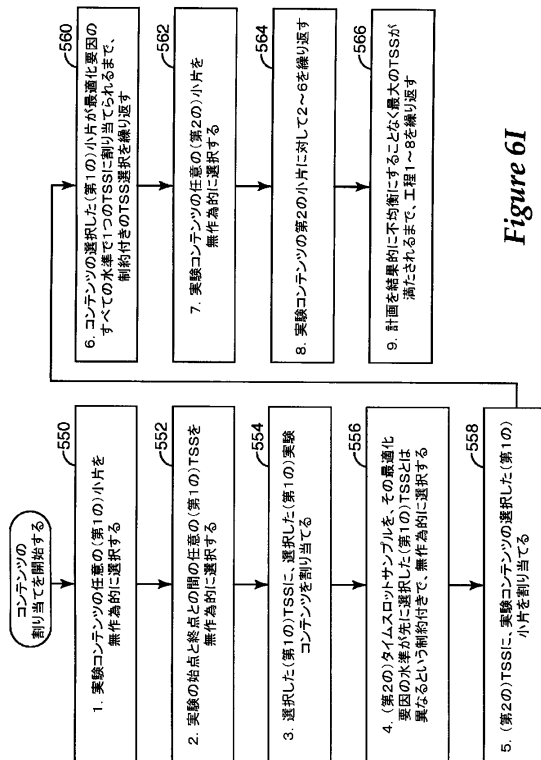 コンテンツの
割り当てを開始する
550
1. 実験コンテンツの任意の(第1の)小片を
無作為的に選択する
552
2. 実験の始点と終点との間の任意の(第1の)TSSを
無作為的に選択する
554
3. 選択した(第1の)TSSに、選択した(第1の)実験
コンテンツを割り当てる
556
4. (第2の)タイムスロットサンプルを、その最適化
要因の水準が先に選択した(第1の)TSSとは
異なるという制約付きで、無作為的に選択する
558
5. (第2の)TSSに、実験コンテンツの選択した(第1の)
小片を割り当てる
560
6. コンテンツの選択した(第1の)小片が最適化要因の
すべての水準で1つのTSSに割り当てられるまで、
制約付きのTSS選択を繰り返す
562
7. 実験コンテンツの任意の(第2の)小片を
無作為的に選択する
564
8. 実験コンテンツの第2の小片に対して2～6を繰り返す
566
9. 計画を結果的に不均衡にすることなく最大のTSSが
満たされるまで、工程1～8を繰り返す
Figure 6I